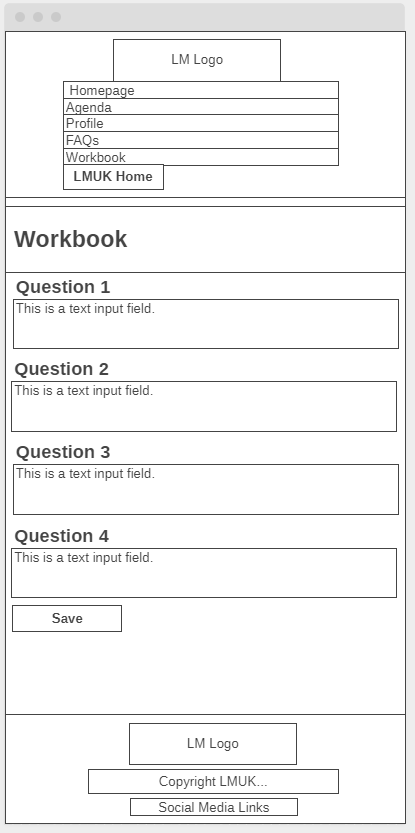 LM Logo
Homepage
Agenda
Profile
FAQs
Workbook
LMUK Home
Workbook
Question 1
This is a text input field.
Question 2
This is a text input field.
Question 3
This is a text input field.
Question 4
This is a text input field.
Save
LM Logo
Copyright LMUK...
Social Media Links